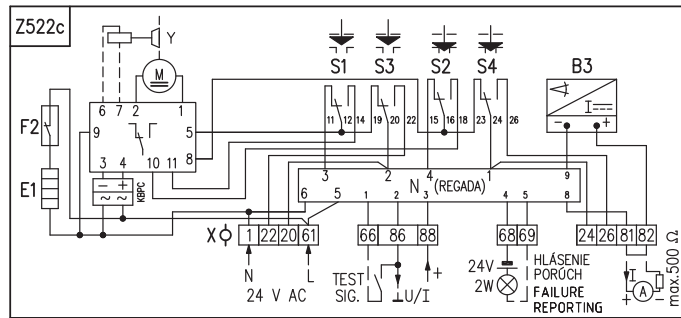 Z522c
Y
M
S1 S3 S2 S4 B3
6 7 2 1
I
− +
F2
9 5
8
3 4 10 11
− +
~ ~
KBPC
E1
11 12 14 19 20 22 15 16 18 23 24 26
3 2 4 1 9
N (REGADA)
6 5 1 2 3 4 5 8
X 1 22 20 61 66 86 88 68 69 24 26 81 82
N L
24 V AC
TEST
SIG.
U/I
+
24V
2W
HLÁSENIE
PORÚCH
FAILURE
REPORTING
I
+ A −
max.500 Ω